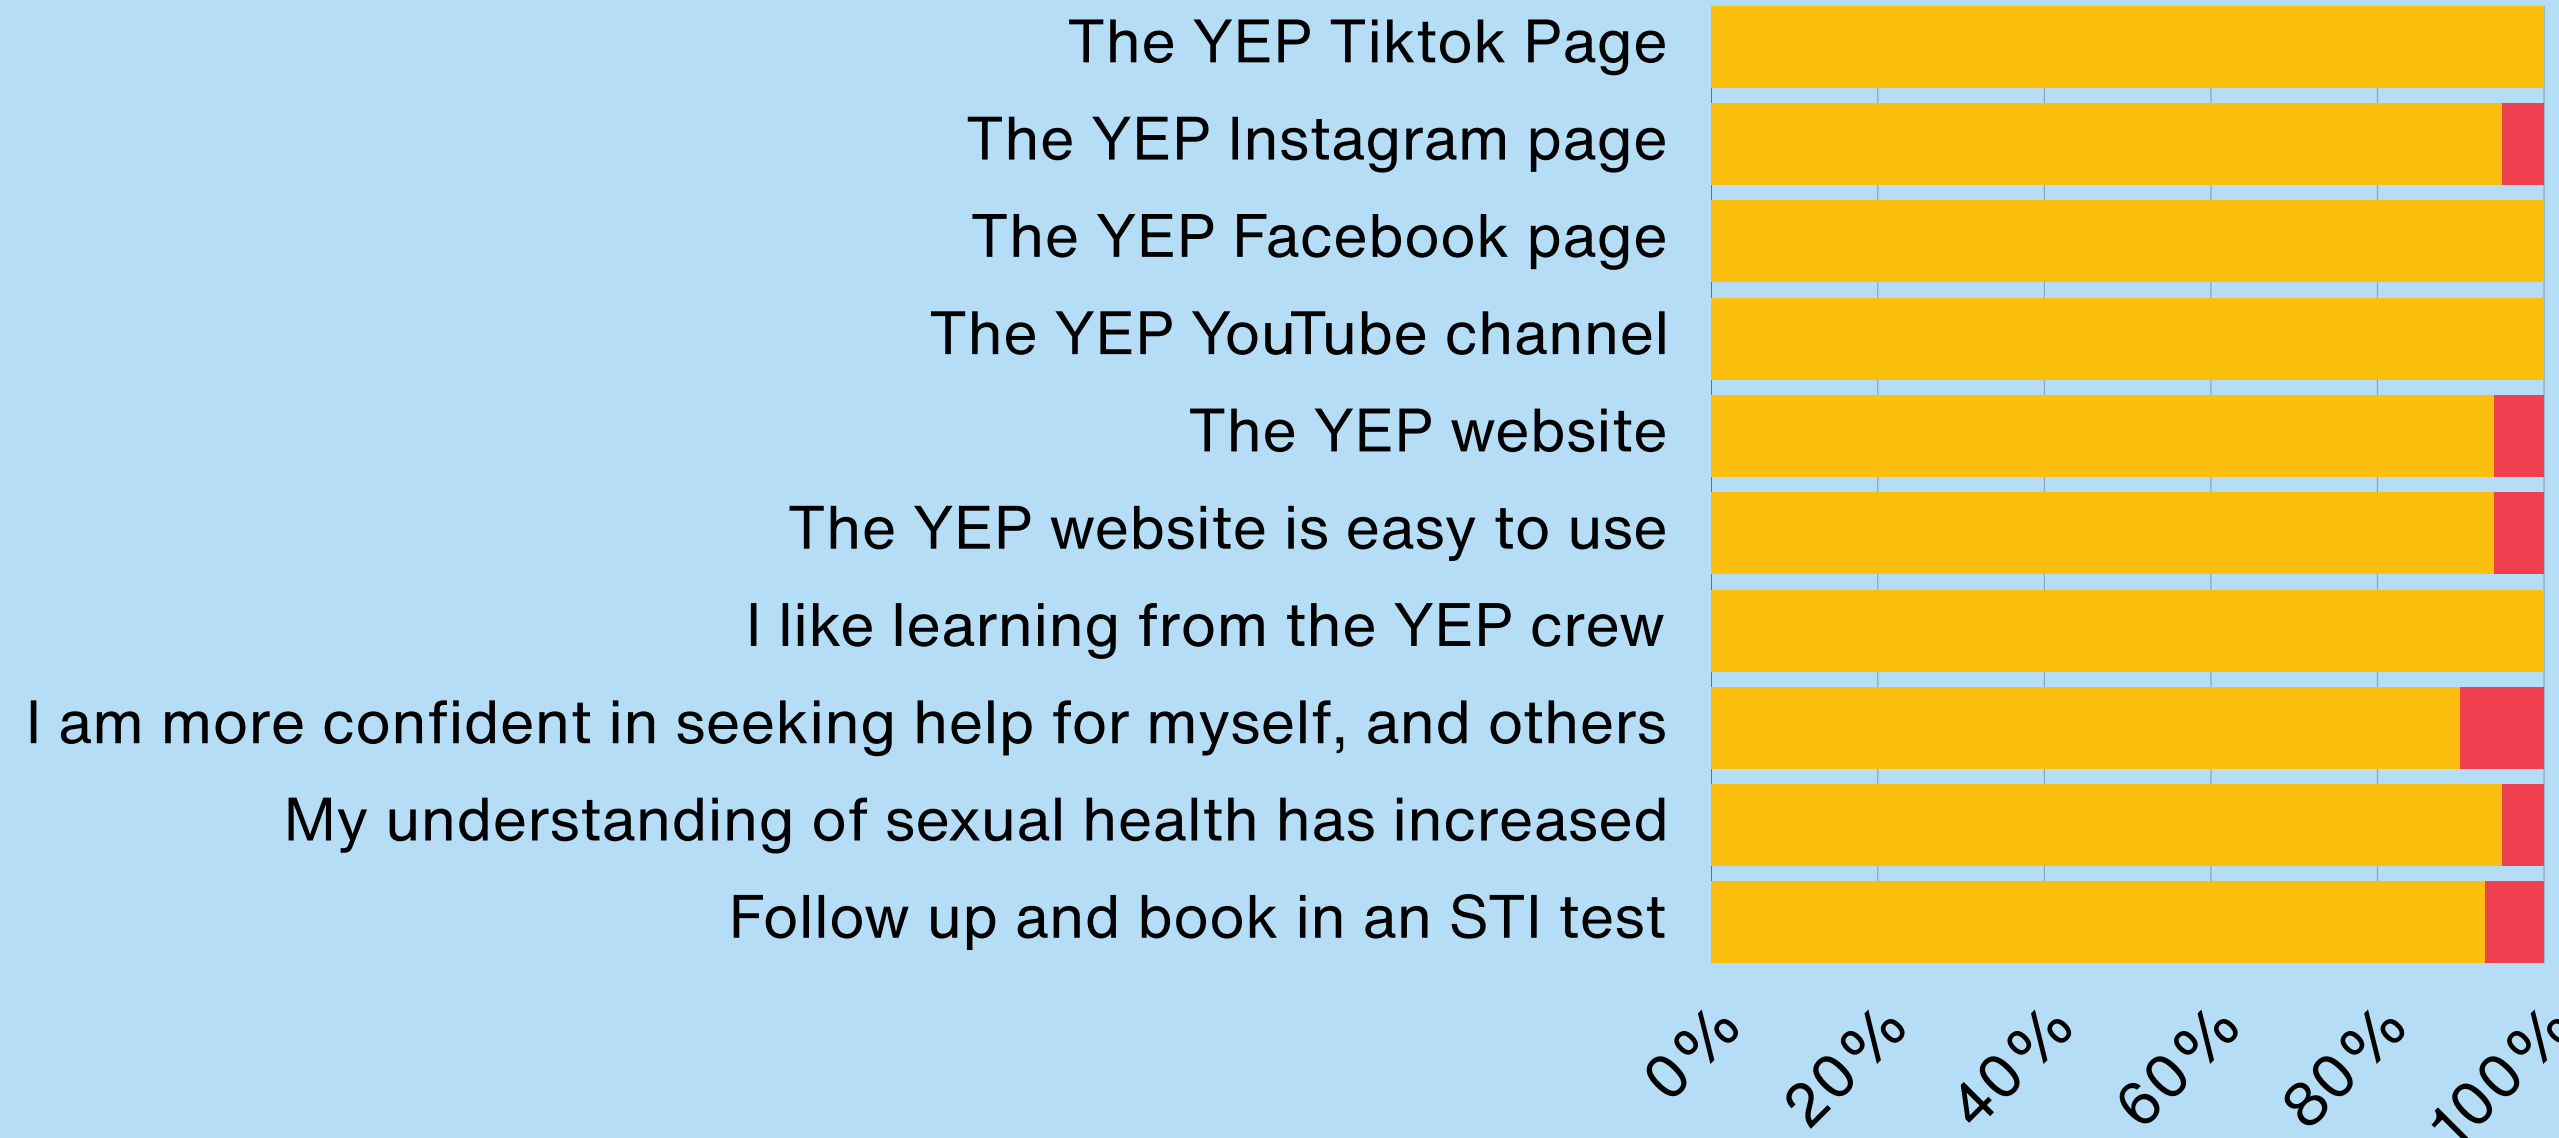 The YEP Tiktok Page
The YEP Instagram page
The YEP Facebook page
The YEP YouTube channel
The YEP website
The YEP website is easy to use
I like learning from the YEP crew
I am more confident in seeking help for myself, and others
My understanding of sexual health has increased
Follow up and book in an STI test
0% 20% 40% 60% 80% 100%